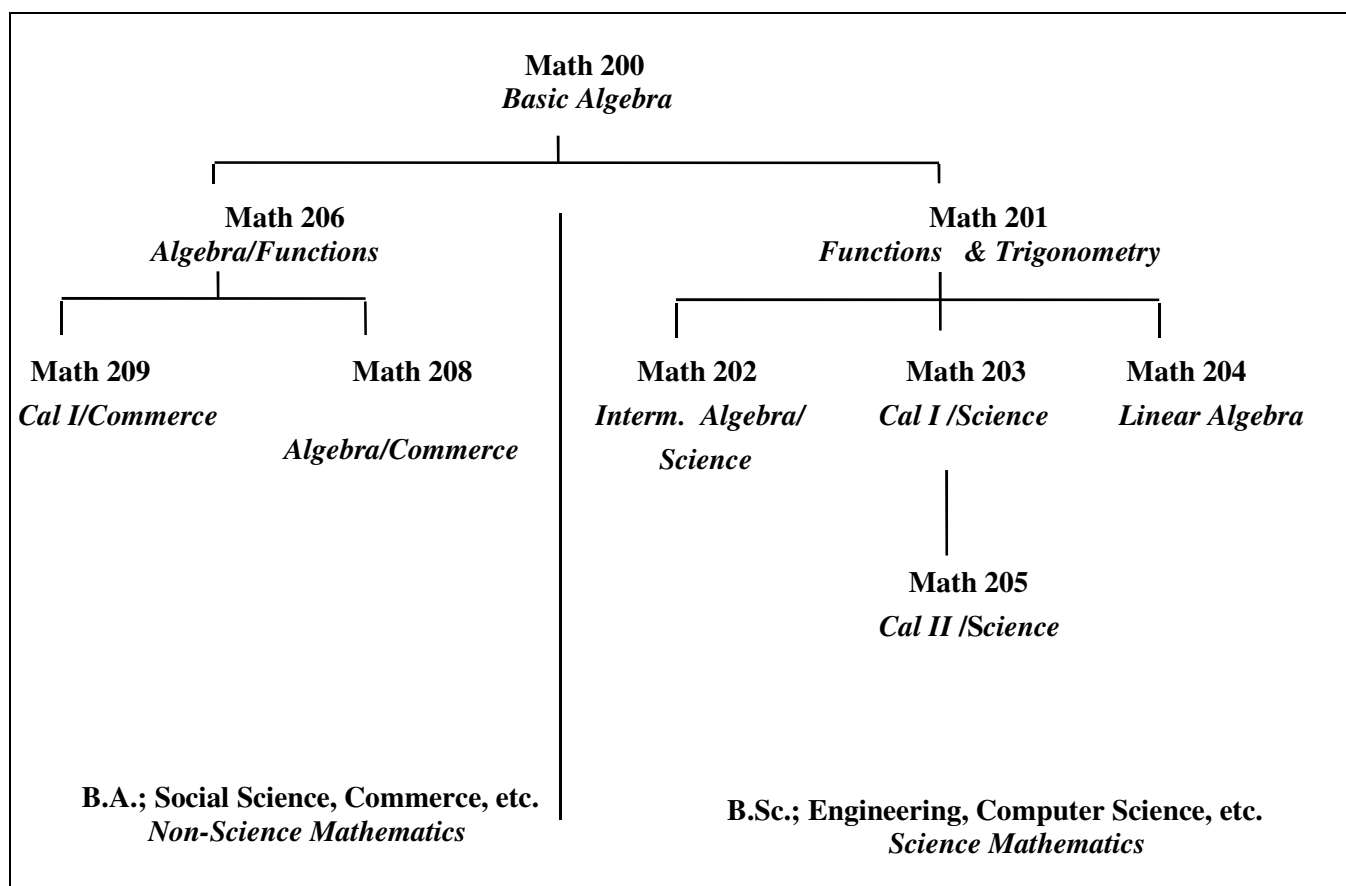 Math 200
Basic Algebra
Math 206
Algebra/Functions
Math 201
Functions & Trigonometry
Math 209
Cal I/Commerce
Math 208
Algebra/Commerce
Math 202
Interm. Algebra/
Science
Math 203
Cal I /Science
Math 204
Linear Algebra
Math 205
Cal II /Science
B.A.; Social Science, Commerce, etc.
Non-Science Mathematics
B.Sc.; Engineering, Computer Science, etc.
Science Mathematics